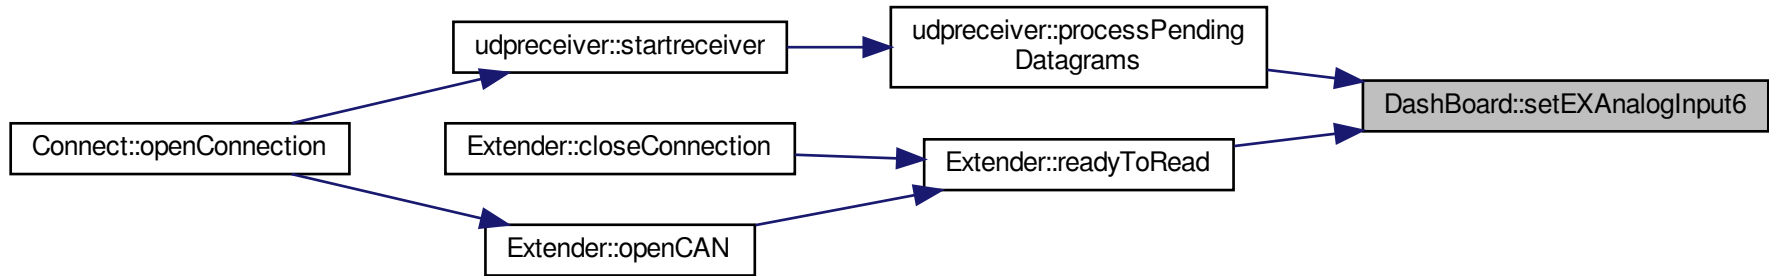 udpreceiver::startreceiver
udpreceiver::processPending
Datagrams
DashBoard::setEXAnalogInput6
Connect::openConnection
Extender::closeConnection
Extender::readyToRead
Extender::openCAN